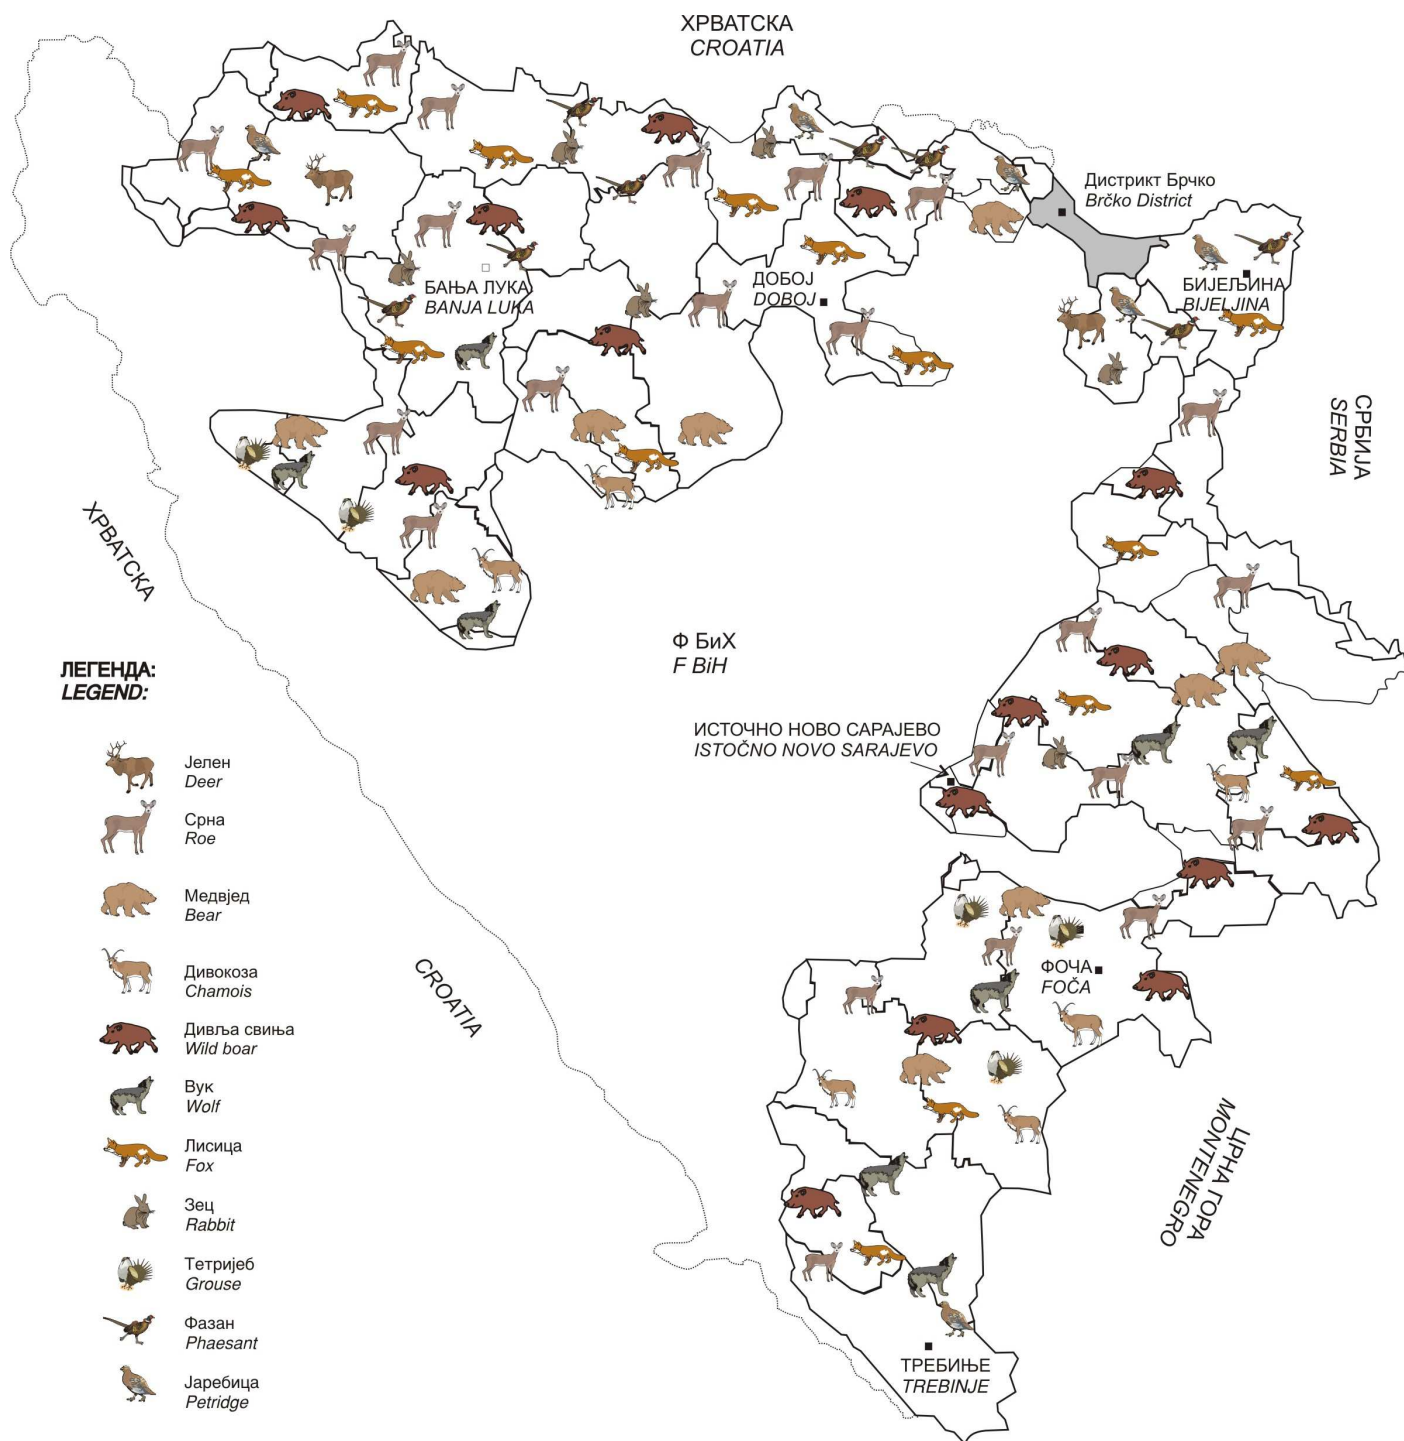 ХРВАТСКА
CROATIA
Дистрикт Брчко
Brčko District
БАЊА ЛУКА
BANJA LUKA
ДОБОЈ
DOBOJ
БИЈЕЉИНА
BIJELJINA
СРБИЈА
SERBIA
ХРВАТСКА
CROATIA
Ф БиХ
F BiH
ИСТОЧНО НОВО САРАЈЕВО
ISTOČNO NOVO SARAJEVO
ФОЧА
FOČA
ЦРНА ГОРА
MONTENEGRO
ТРЕБИЊЕ
TREBINJE
ЛЕГЕНДА:
LEGEND:
Јелен
Deer
Срна
Roe
Медвјед
Bear
Дивокоза
Chamois
Дивља свиња
Wild boar
Вук
Wolf
Лисица
Fox
Зец
Rabbit
Тетријеб
Grouse
Фазан
Phaesant
Јаребица
Petridge